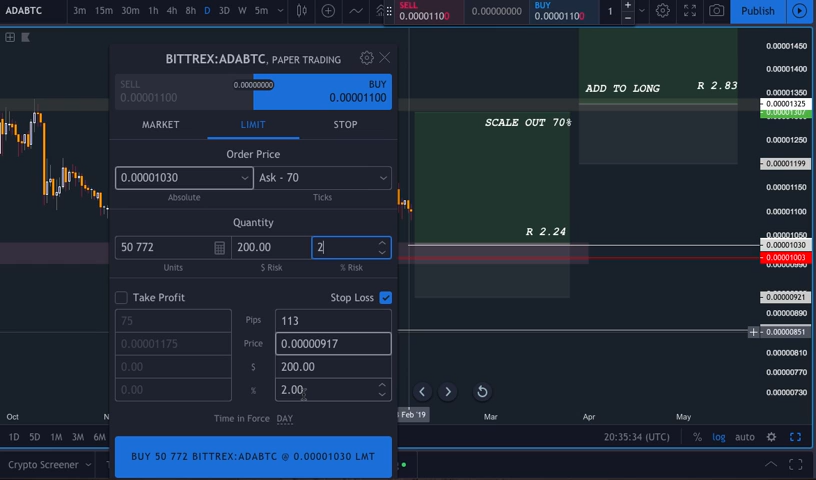 ADABTC 3m 15m 30m 1h 4h 8h D 3D W 5m SELL 0.00001100 0.00000000 BUY 0.00001100 1 Publish
BITTREX:ADABTC, PAPER TRADING
SELL 0.00001100
0.00000000
BUY 0.00001100
MARKET LIMIT STOP
Order Price
0.00001030 Ask - 70
Absolute Ticks
Quantity
50 772 200.00 2
Units $ Risk % Risk
Take Profit Stop Loss
75 Pips 113
0.00001175 Price 0.00000917
0.00 $ 200.00
0.00 % 2.00
Time in Force DAY
BUY 50 772 BITTREX:ADABTC @ 0.00001030 LMT
SCALE OUT 70%
R 2.24
ADD TO LONG
R 2.83
0.00001450
0.00001400
0.00001350
0.00001325
0.00001307
0.00001250
0.00001199
0.00001150
0.00001100
0.00001050
0.00001030
0.00001003
0.00000990
0.00000921
0.00000890
0.00000851
0.00000810
0.00000770
0.00000730
Oct Feb '19 Mar Apr May
1D 5D 1M 3M 6M 20:35:34 (UTC) % log auto
Crypto Screener